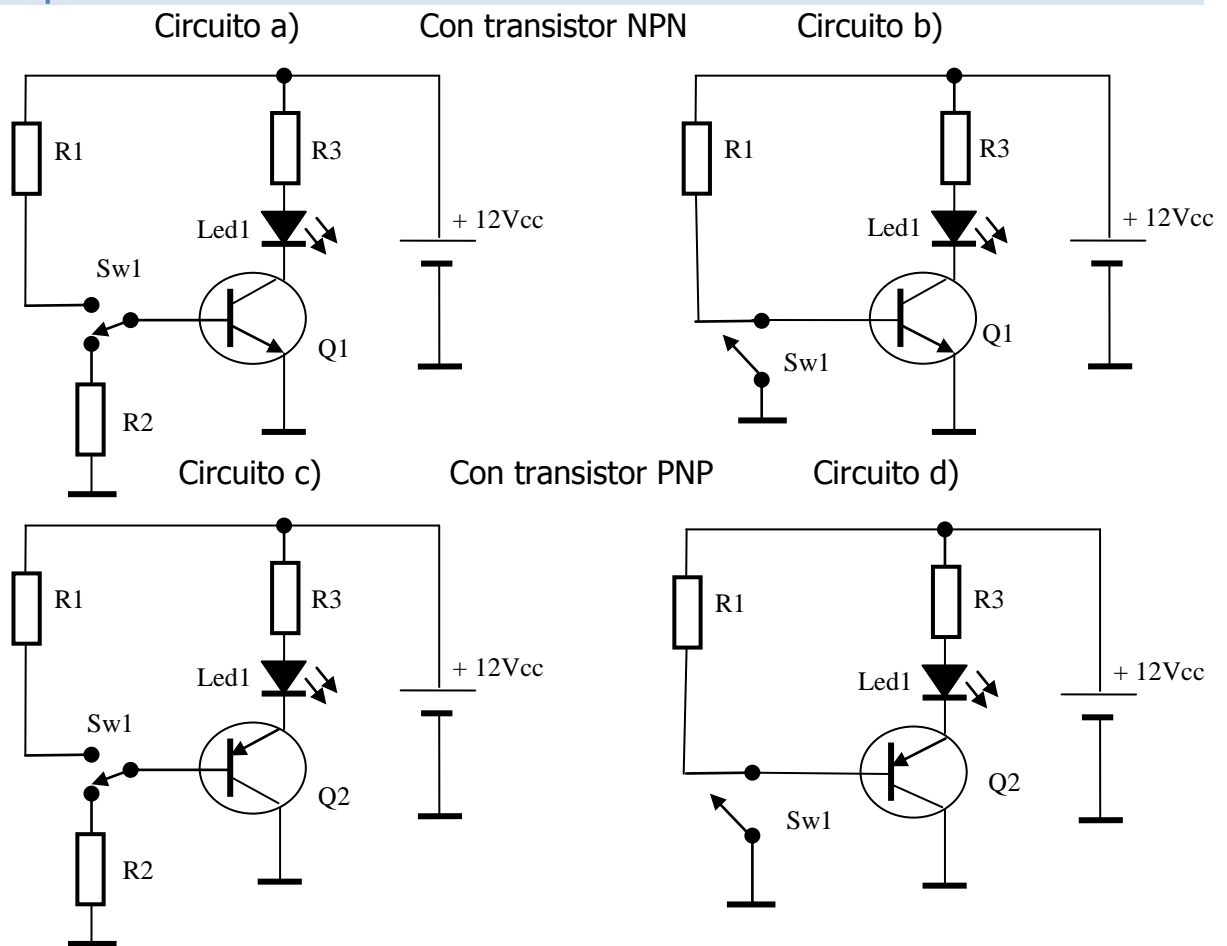 Circuito a) Con transistor NPN Circuito b)
R1
R3
Led1
+ 12Vcc
Sw1
Q1
R2
R1
R3
Led1
+ 12Vcc
Q1
Sw1
Circuito c) Con transistor PNP Circuito d)
R1
R3
Led1
+ 12Vcc
Sw1
Q2
R2
R1
R3
Led1
+ 12Vcc
Q2
Sw1